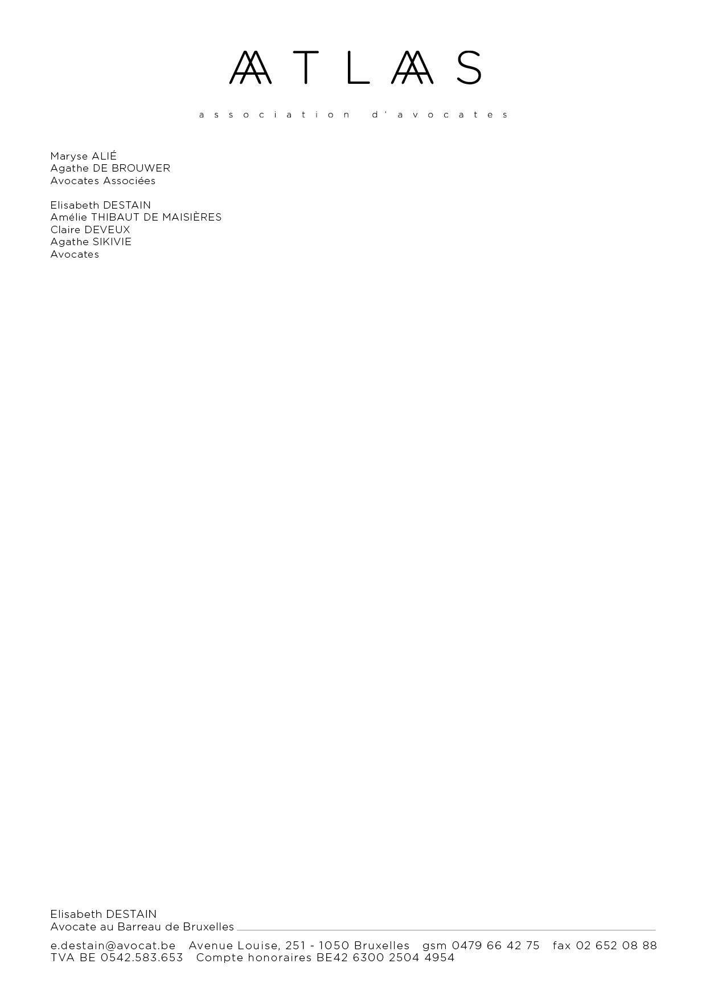 ATLAS
association d'avocates
Maryse ALIÉ
Agathe DE BROUWER
Avocates Associées
Elisabeth DESTAIN
Amélie THIBAUT DE MAISIÈRES
Claire DEVEUX
Agathe SIKIVIE
Avocates
Elisabeth DESTAIN
Avocate au Barreau de Bruxelles
e.destain@avocat.be Avenue Louise, 251 - 1050 Bruxelles gsm 0479 66 42 75 fax 02 652 08 88
TVA BE 0542.583.653 Compte honoraires BE42 6300 2504 4954